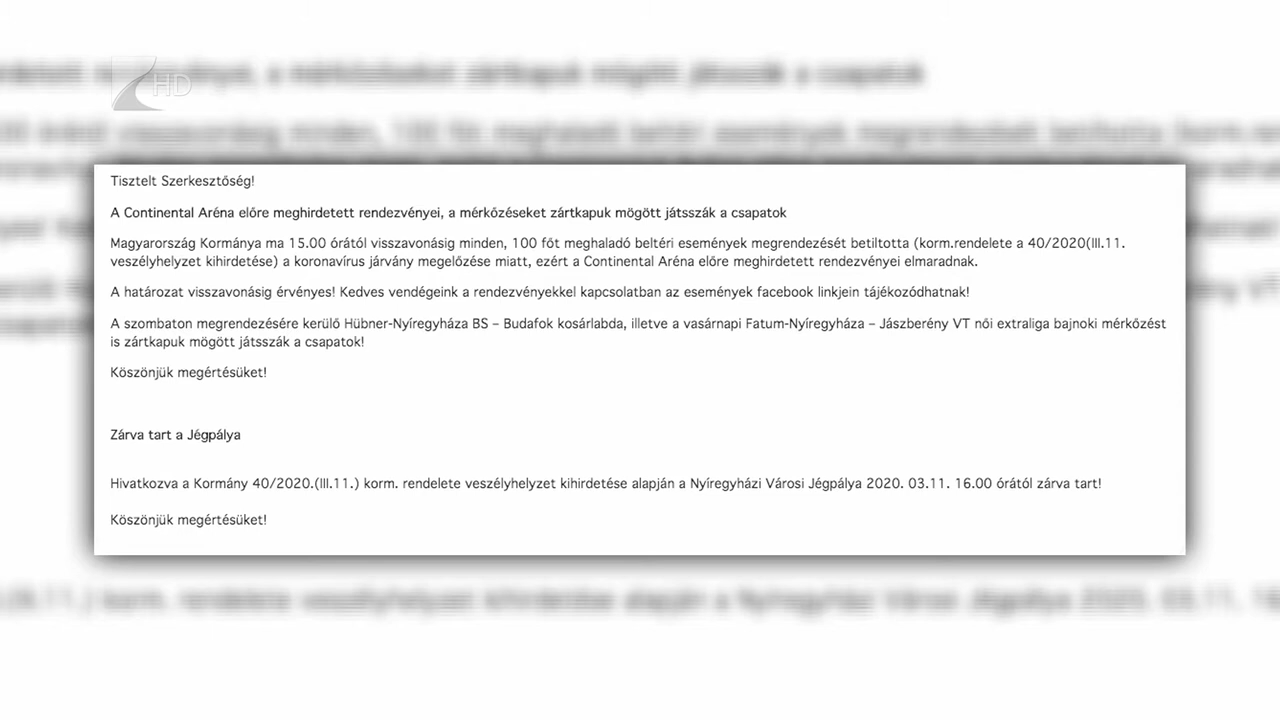 HD
Tisztelt Szerkesztőség!
A Continental Aréna előre meghirdetett rendezvényei, a mérkőzéseket zártkapuk mögött játsszák a csapatok
Magyarország Kormánya ma 15.00 órától visszavonásig minden, 100 főt meghaladó beltéri események megrendezését betiltotta (korm.rendelete a 40/2020(III.11.
veszélyhelyzet kihirdetése) a koronavírus járvány megelőzése miatt, ezért a Continental Aréna előre meghirdetett rendezvényei elmaradnak.
A határozat visszavonásig érvényes! Kedves vendégeink a rendezvényekkel kapcsolatban az események facebook linkjein tájékozódhatnak!
A szombaton megrendezésére kerülő Hübner-Nyíregyháza BS – Budafok kosárlabda, illetve a vasárnapi Fatum-Nyíregyháza – Jászberény VT női extraliga bajnoki mérkőzést
is zártkapuk mögött játsszák a csapatok!
Köszönjük megértésüket!
Zárva tart a Jégpálya
Hivatkozva a Kormány 40/2020.(III.11.) korm. rendelete veszélyhelyzet kihirdetése alapján a Nyíregyházi Városi Jégpálya 2020. 03.11. 16.00 órától zárva tart!
Köszönjük megértésüket!